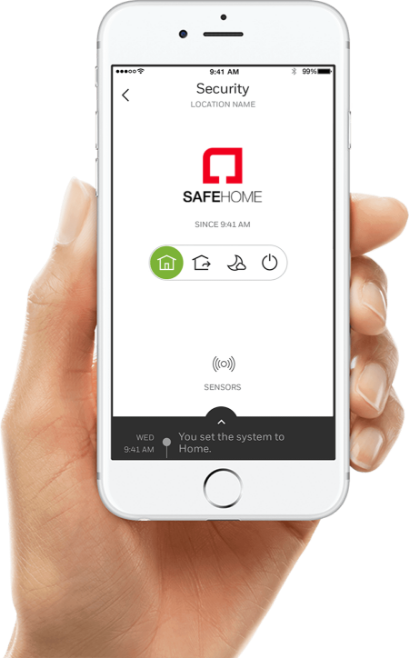 9:41 AM
99%
Security
LOCATION NAME
SAFEHOME
SINCE 9:41 AM
SENSORS
WED
9:41 AM
You set the system to
Home.